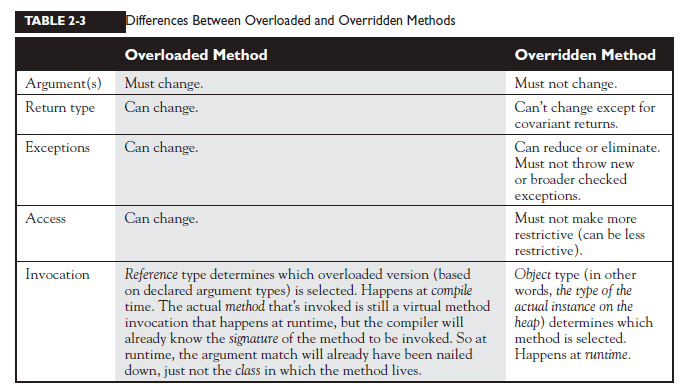 TABLE 2-3 Differences Between Overloaded and Overridden Methods
Overloaded Method Overridden Method
Argument(s) Must change. Must not change.
Return type Can change. Can't change except for
covariant returns.
Exceptions Can change. Can reduce or eliminate.
Must not throw new
or broader checked
exceptions.
Access Can change. Must not make more
restrictive (can be less
restrictive).
Invocation Reference type determines which overloaded version (based
on declared argument types) is selected. Happens at compile
time. The actual method that's invoked is still a virtual method
invocation that happens at runtime, but the compiler will
already know the signature of the method to be invoked. So at
runtime, the argument match will already have been nailed
down, just not the class in which the method lives.
Object type (in other
words, the type of the
actual instance on the
heap) determines which
method is selected.
Happens at runtime.